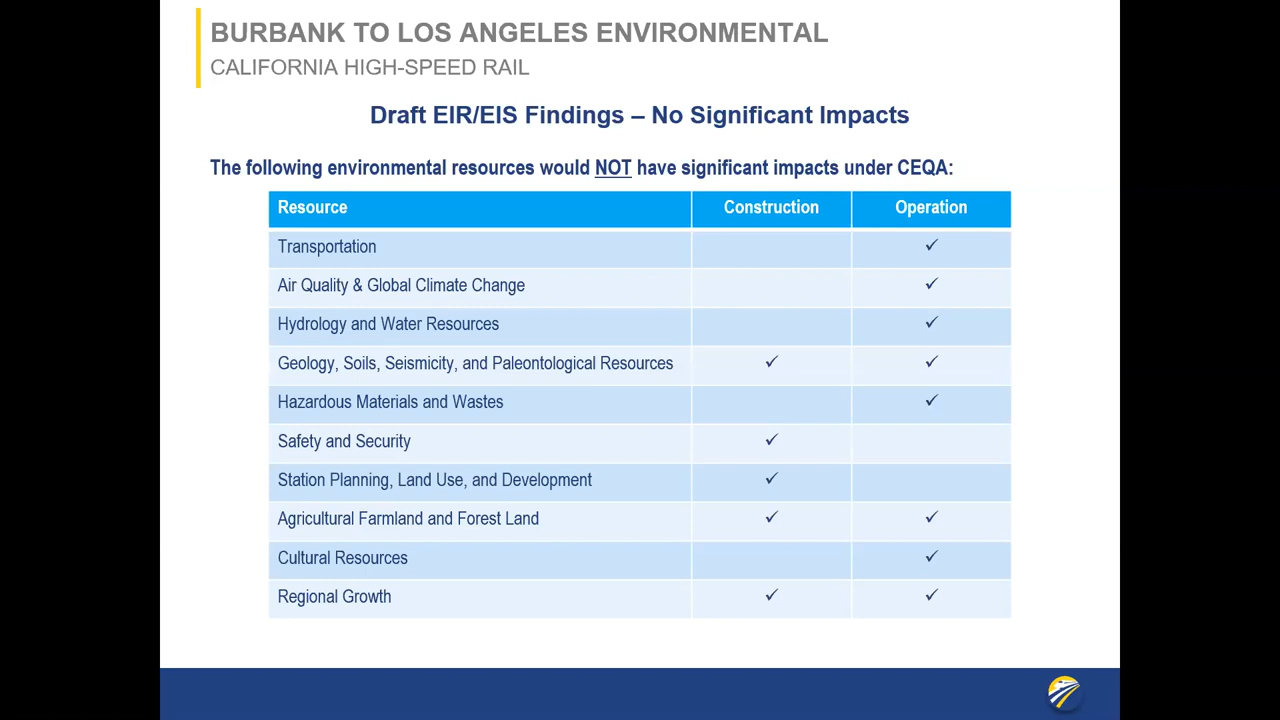 BURBANK TO LOS ANGELES ENVIRONMENTAL
CALIFORNIA HIGH-SPEED RAIL
Draft EIR/EIS Findings – No Significant Impacts
The following environmental resources would NOT have significant impacts under CEQA:
Resource Construction Operation
Transportation ✓
Air Quality & Global Climate Change ✓
Hydrology and Water Resources ✓
Geology, Soils, Seismicity, and Paleontological Resources ✓ ✓
Hazardous Materials and Wastes ✓
Safety and Security ✓
Station Planning, Land Use, and Development ✓
Agricultural Farmland and Forest Land ✓ ✓
Cultural Resources ✓
Regional Growth ✓ ✓